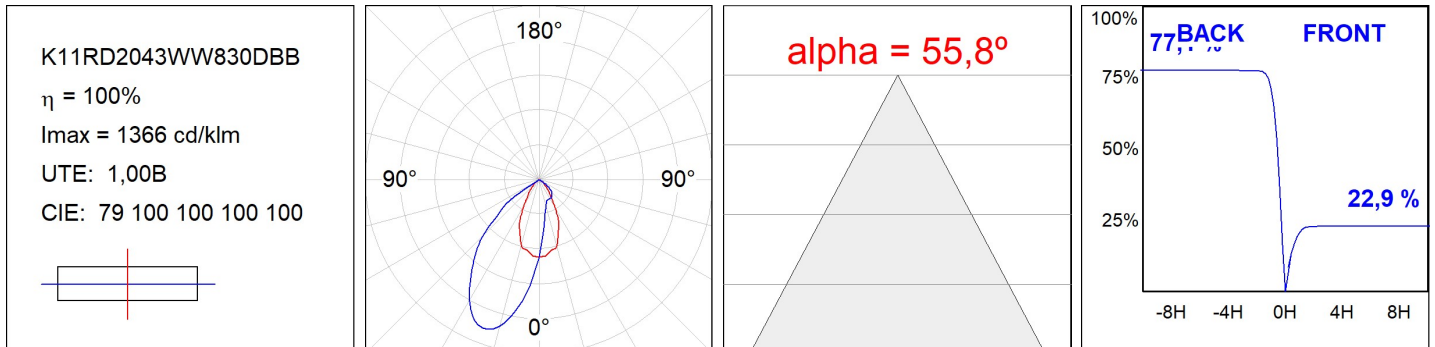 K11RD2043WW830DBB
η = 100%
Imax = 1366 cd/klm
UTE: 1,00B
CIE: 79 100 100 100 100
180°
90°
90°
0°
alpha = 55,8º
100%
BACK
FRONT
75%
50%
22,9 %
25%
-8H -4H 0H 4H 8H